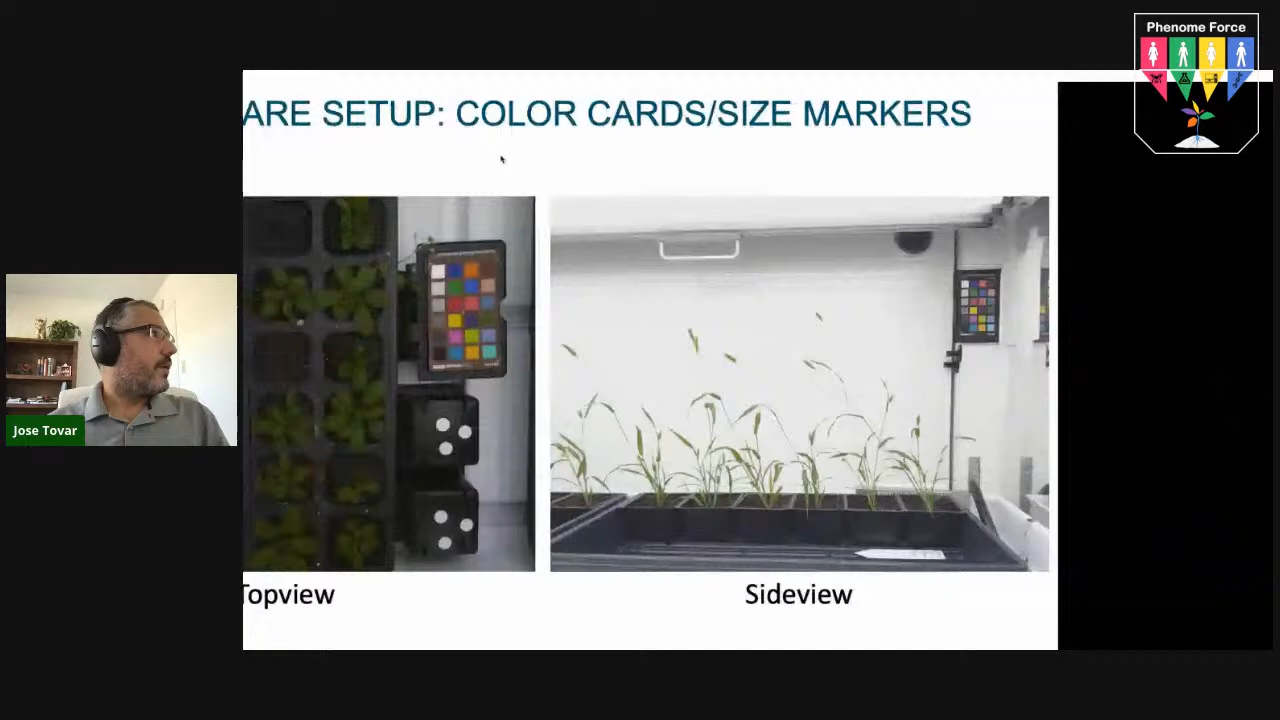 Phenome Force
ARE SETUP: COLOR CARDS/SIZE MARKERS
Jose Tovar
Topview
Sideview